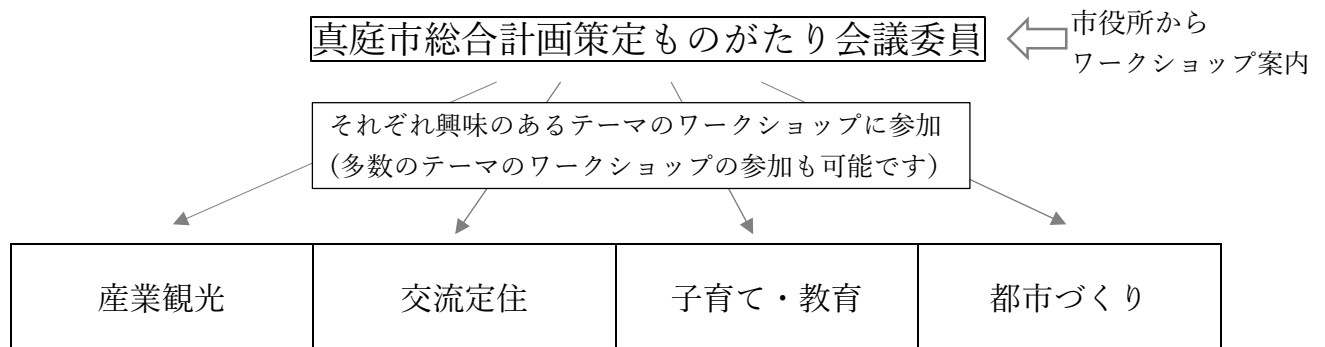 真庭市総合計画策定ものがたり会議委員
市役所から
ワークショップ案内
それぞれ興味のあるテーマのワークショップに参加
(多数のテーマのワークショップの参加も可能です)
産業観光
交流定住
子育て・教育
都市づくり